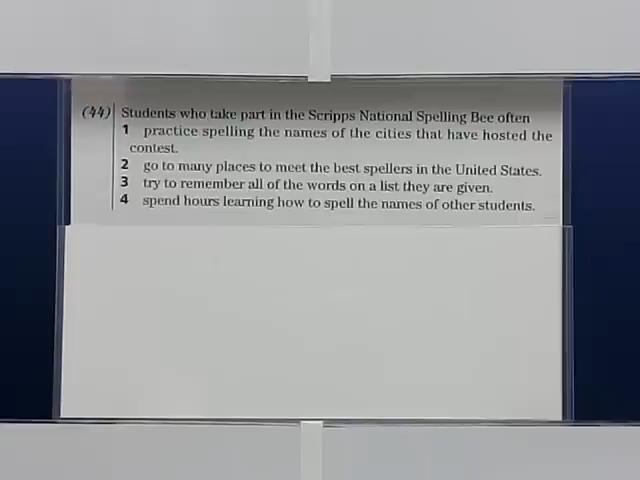 (44) Students who take part in the Scripps National Spelling Bee often
1 practice spelling the names of the cities that have hosted the
contest.
2 go to many places to meet the best spellers in the United States.
3 try to remember all of the words on a list they are given.
4 spend hours learning how to spell the names of other students.